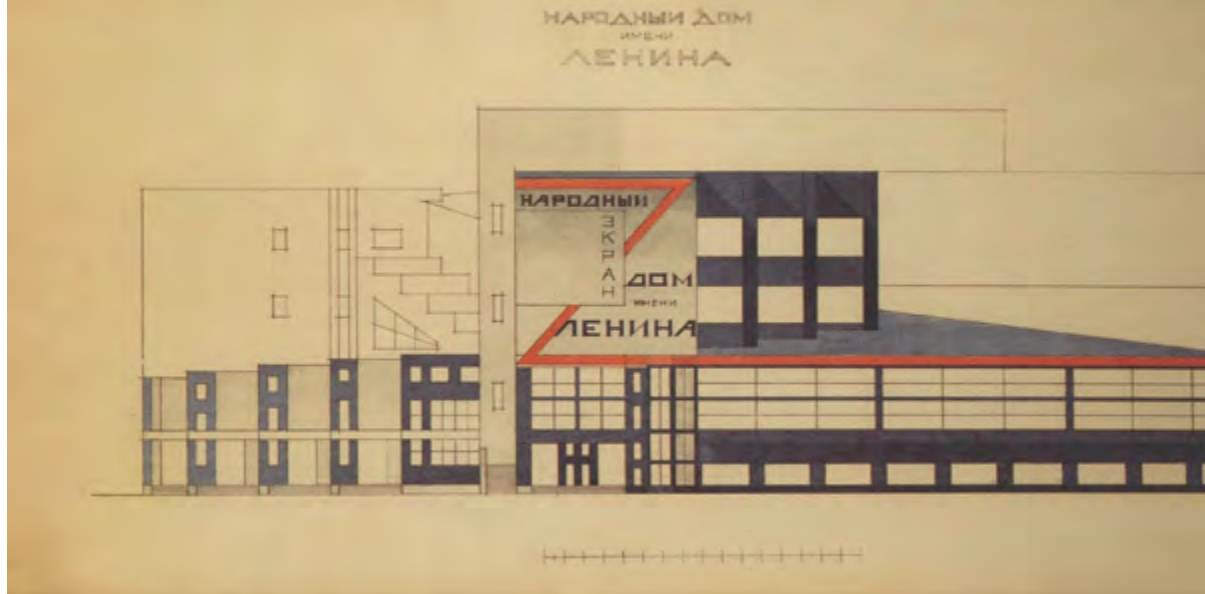 НАРОДНЫЙ ДОМ
ИМЕНИ
ЛЕНИНА
НАРОДНЫЙ
ЭКРАН
ДОМ
ИМЕНИ
ЛЕНИНА